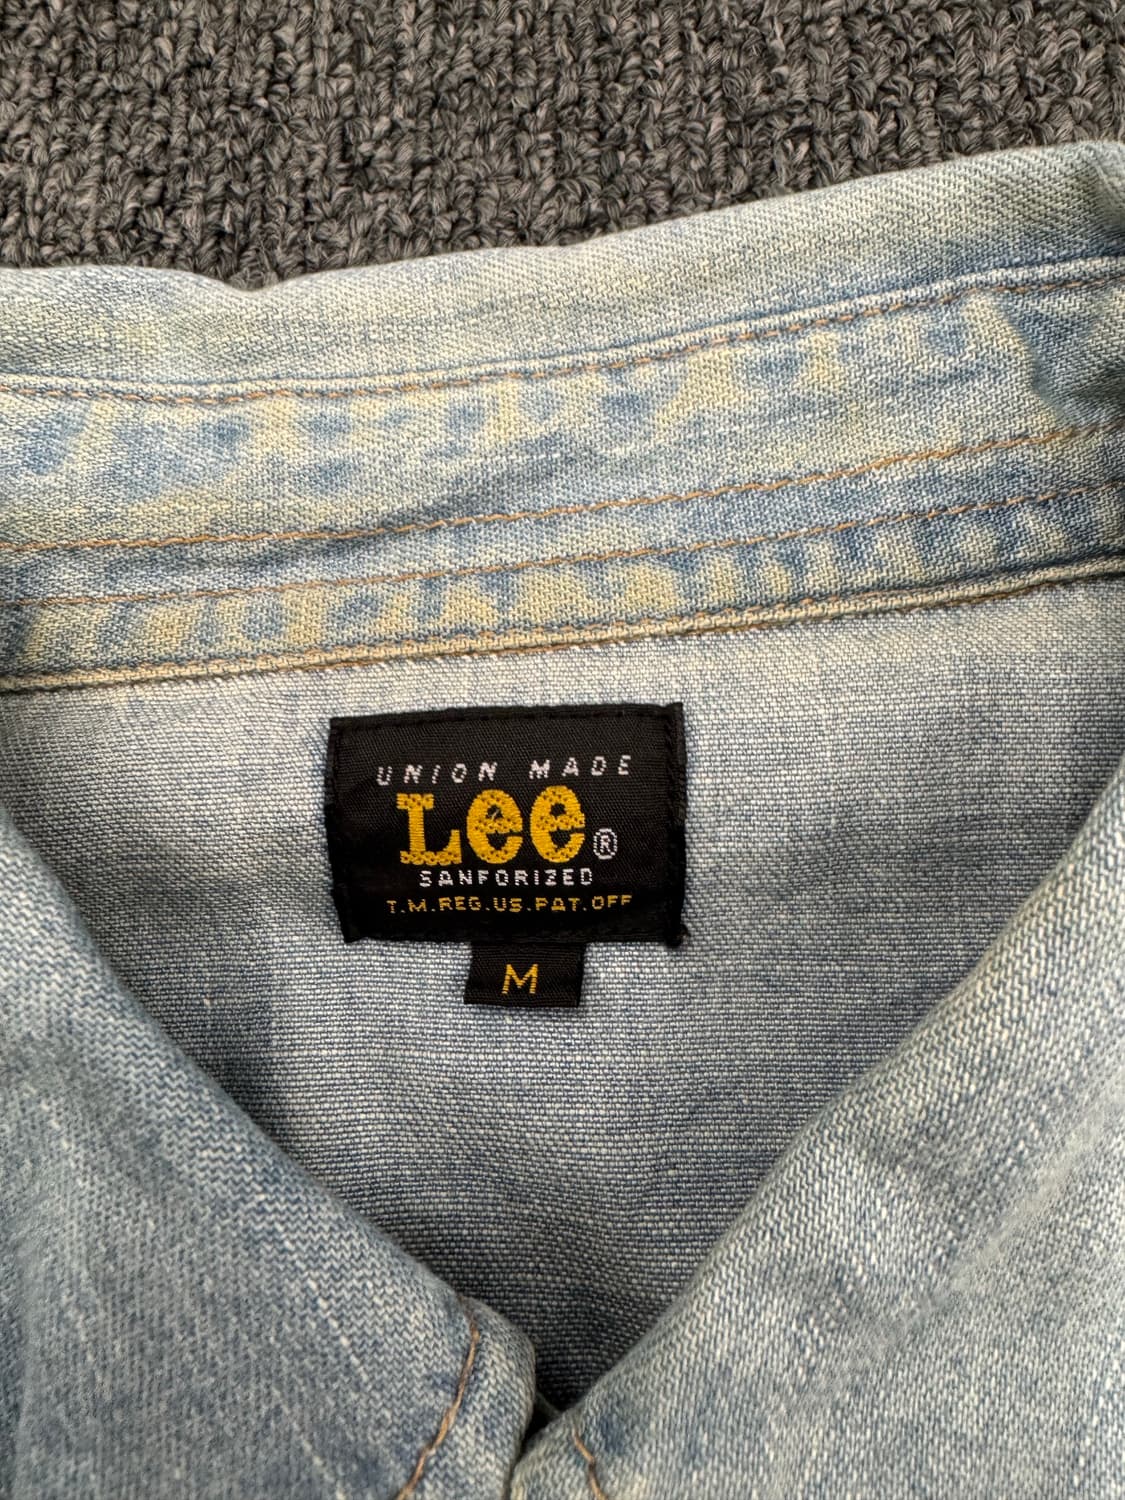 UNION MADE
Lee®
SANFORIZED
T.M.REG.US.PAT.OFF
M